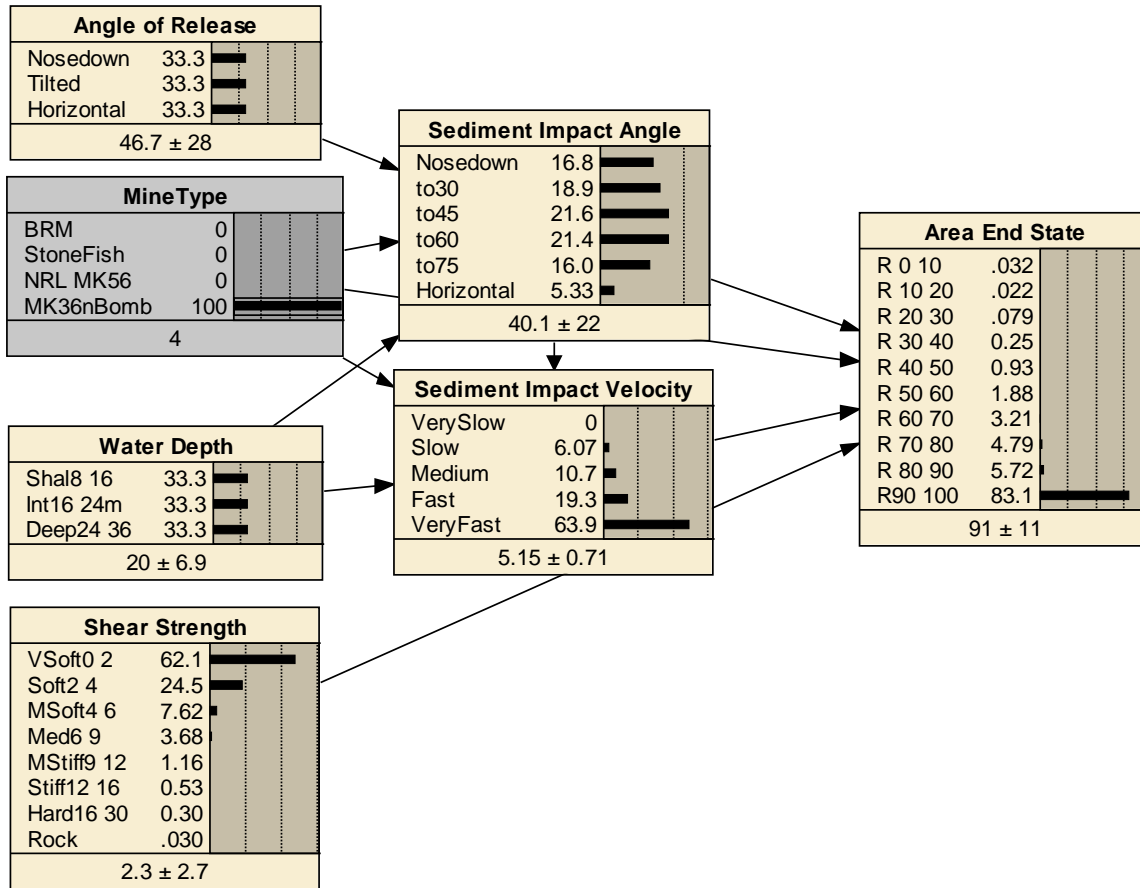 Angle of Release
Nosedown 33.3
Tilted 33.3
Horizontal 33.3
46.7 ± 28
MineType
BRM 0
StoneFish 0
NRL MK56 0
MK36nBomb 100
4
Water Depth
Shal8 16 33.3
Int16 24m 33.3
Deep24 36 33.3
20 ± 6.9
Shear Strength
VSoft0 2 62.1
Soft2 4 24.5
MSoft4 6 7.62
Med6 9 3.68
MStiff9 12 1.16
Stiff12 16 0.53
Hard16 30 0.30
Rock .030
2.3 ± 2.7
Sediment Impact Angle
Nosedown 16.8
to30 18.9
to45 21.6
to60 21.4
to75 16.0
Horizontal 5.33
40.1 ± 22
Sediment Impact Velocity
VerySlow 0
Slow 6.07
Medium 10.7
Fast 19.3
VeryFast 63.9
5.15 ± 0.71
Area End State
R 0 10 .032
R 10 20 .022
R 20 30 .079
R 30 40 0.25
R 40 50 0.93
R 50 60 1.88
R 60 70 3.21
R 70 80 4.79
R 80 90 5.72
R90 100 83.1
91 ± 11